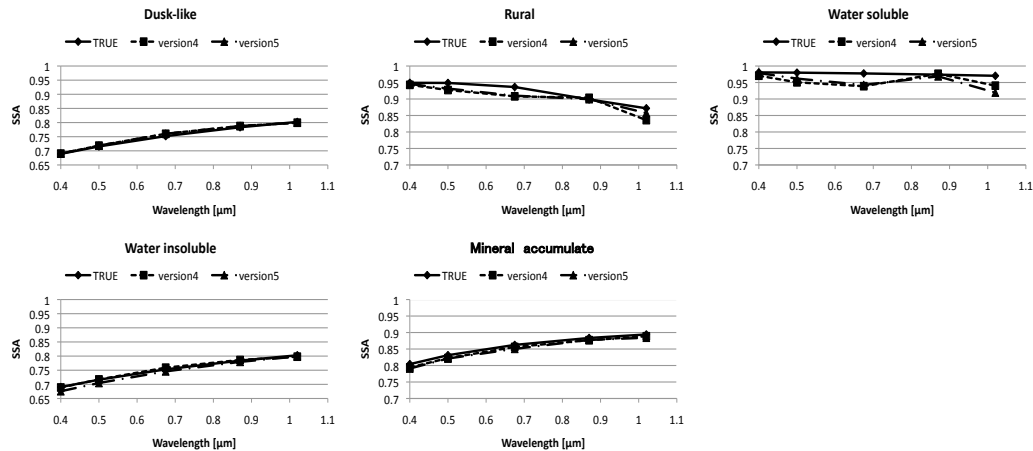 Dusk-like
TRUE version4 version5
1
0.95
0.9
0.85
0.8
0.75
0.7
0.65
SSA
0.4 0.5 0.6 0.7 0.8 0.9 1 1.1
Wavelength [µm]
Rural
TRUE version4 version5
1
0.95
0.9
0.85
0.8
0.75
0.7
SSA
0.4 0.5 0.6 0.7 0.8 0.9 1 1.1
Wavelength [µm]
Water soluble
TRUE version4 version5
1
0.95
0.9
0.85
0.8
0.75
0.7
SSA
0.4 0.5 0.6 0.7 0.8 0.9 1 1.1
Wavelength [µm]
Water insoluble
TRUE version4 version5
1
0.95
0.9
0.85
0.8
0.75
0.7
0.65
SSA
0.4 0.5 0.6 0.7 0.8 0.9 1 1.1
Wavelength [µm]
Mineral accumulate
TRUE version4 version5
1
0.95
0.9
0.85
0.8
0.75
0.7
SSA
0.4 0.5 0.6 0.7 0.8 0.9 1 1.1
Wavelength [µm]